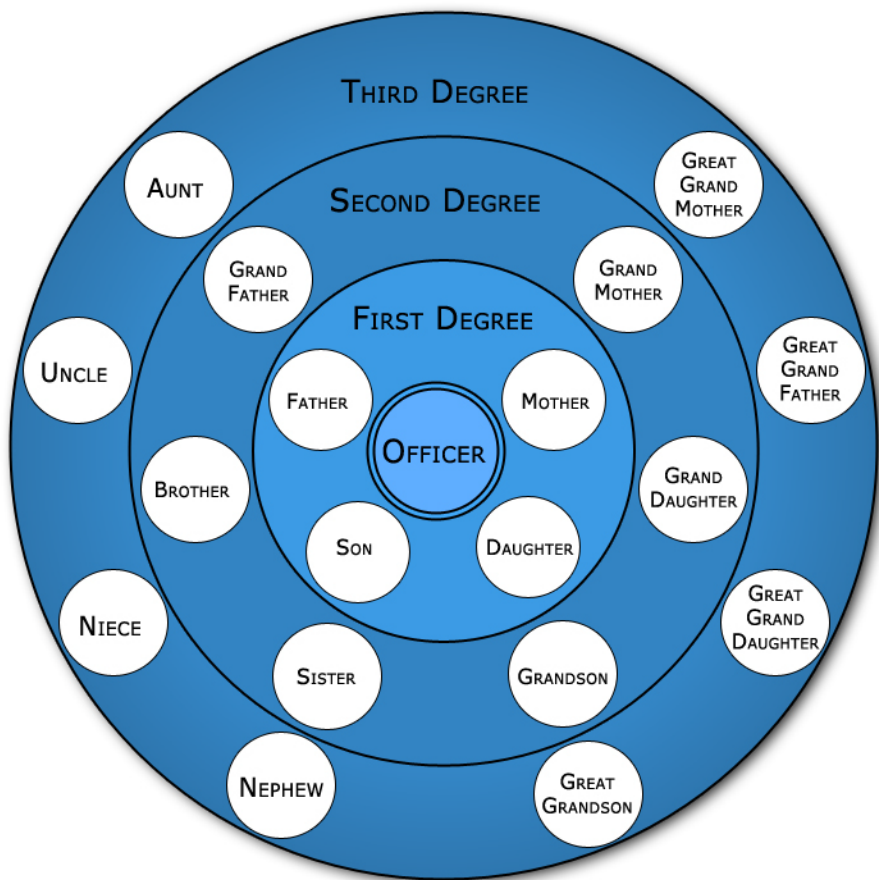 THIRD DEGREE
AUNT
GREAT
GRAND
MOTHER
SECOND DEGREE
GRAND
FATHER
GRAND
MOTHER
FIRST DEGREE
UNCLE
GREAT
GRAND
FATHER
FATHER
MOTHER
OFFICER
BROTHER
GRAND
DAUGHTER
SON
DAUGHTER
NIECE
GREAT
GRAND
DAUGHTER
SISTER
GRANDSON
NEPHEW
GREAT
GRANDSON